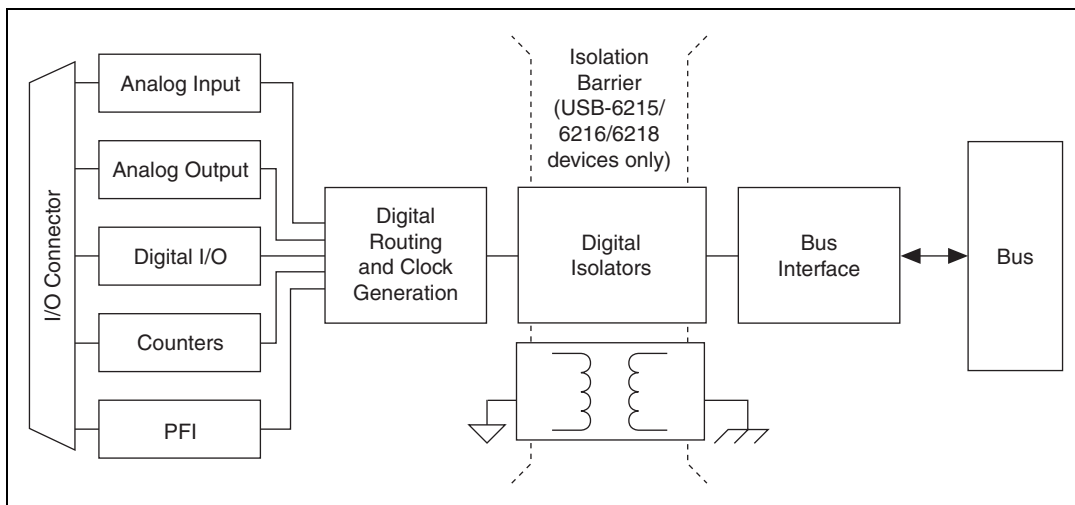 I/O Connector
Analog Input
Analog Output
Digital I/O
Counters
PFI
Digital
Routing
and Clock
Generation
Isolation
Barrier
(USB-6215/
6216/6218
devices only)
Digital
Isolators
Bus
Interface
Bus